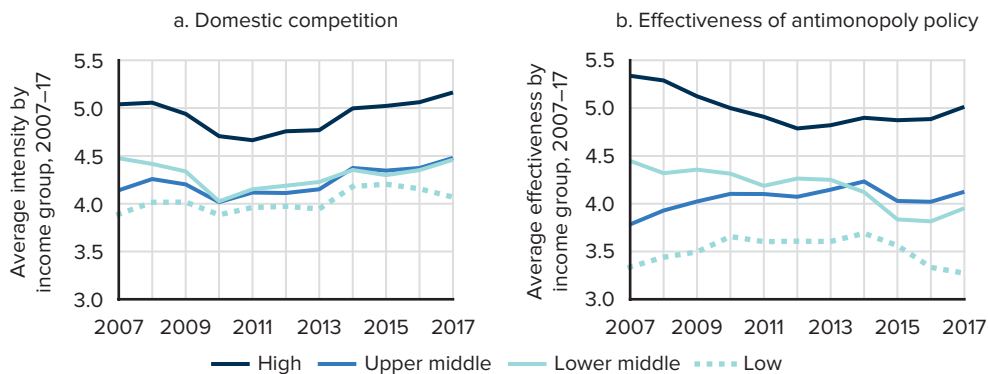 a. Domestic competition
Average intensity by
income group, 2007–17
5.5
5.0
4.5
4.0
3.5
3.0
2007 2009 2011 2013 2015 2017
b. Effectiveness of antimonopoly policy
Average effectiveness by
income group, 2007–17
5.5
5.0
4.5
4.0
3.5
3.0
2007 2009 2011 2013 2015 2017
High Upper middle Lower middle Low